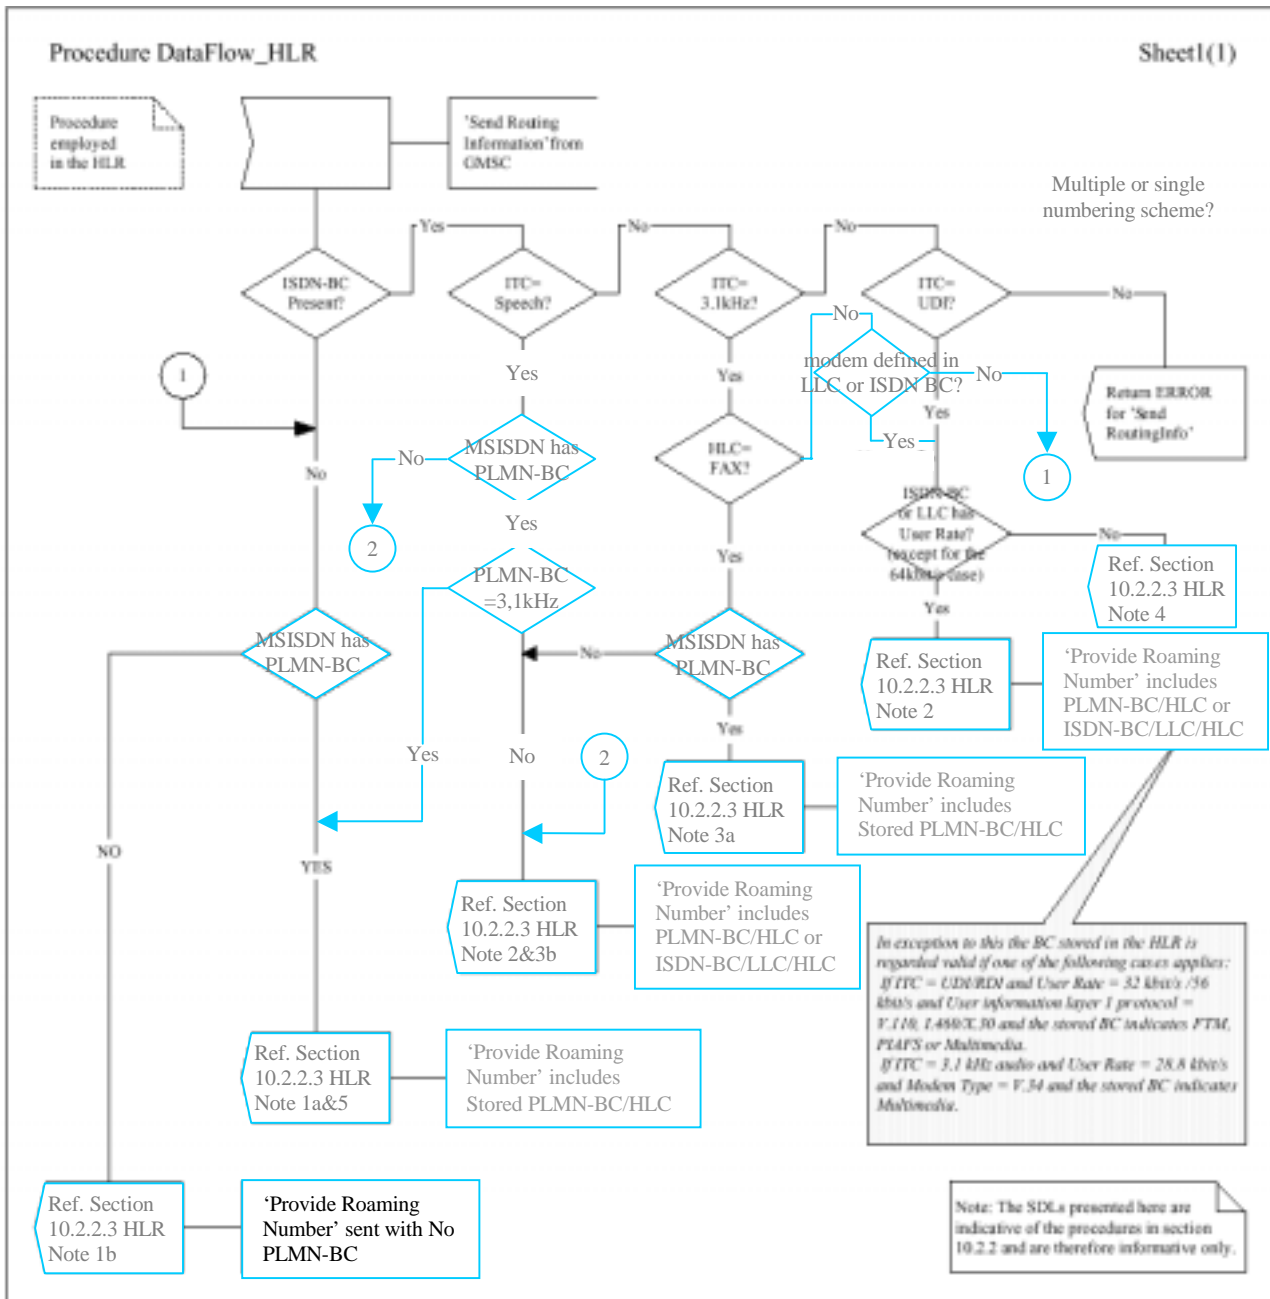 Procedure DataFlow_HLR
Sheet1(1)
Procedure
employed
in the HLR
'Send Routing
Information'from
GMSC
Multiple or single
numbering scheme?
Yes
No
No
ISDN-BC
Present?
ITC=
Speech?
ITC=
3.1kHz?
ITC=
UDI?
No
No
modem defined in
LLC or ISDN BC?
No
1
Yes
Yes
Yes
Return ERROR
for 'Send
RoutingInfo'
No
MSISDN has
PLMN-BC
No
HLC=
FAX?
Yes
1
2
Yes
ISDN-BC
or LLC has
User Rate?
(except for the
64kbit/s case)
No
Yes
PLMN-BC
=3,1kHz
Ref. Section
10.2.2.3 HLR
Note 4
Yes
MSISDN has
PLMN-BC
No
MSISDN has
PLMN-BC
Ref. Section
10.2.2.3 HLR
Note 2
‘Provide Roaming
Number’ includes
PLMN-BC/HLC or
ISDN-BC/LLC/HLC
Yes
Yes
No
2
Ref. Section
10.2.2.3 HLR
Note 3a
‘Provide Roaming
Number’ includes
Stored PLMN-BC/HLC
NO
YES
Ref. Section
10.2.2.3 HLR
Note 2&3b
‘Provide Roaming
Number’ includes
PLMN-BC/HLC or
ISDN-BC/LLC/HLC
In exception to this the BC stored in the HLR is
regarded valid if one of the following cases applies:
If ITC = UDI/RDI and User Rate = 32 kbit/s /56
kbit/s and User information layer 1 protocol =
V.110, I.460/X.30 and the stored BC indicates FTM,
PIAFS or Multimedia.
If ITC = 3.1 kHz audio and User Rate = 28.8 kbit/s
and Modem Type = V.34 and the stored BC indicates
Multimedia.
Ref. Section
10.2.2.3 HLR
Note 1a&5
‘Provide Roaming
Number’ includes
Stored PLMN-BC/HLC
Ref. Section
10.2.2.3 HLR
Note 1b
‘Provide Roaming
Number’ sent with No
PLMN-BC
Note: The SDLs presented here are
indicative of the procedures in section
10.2.2 and are therefore informative only.